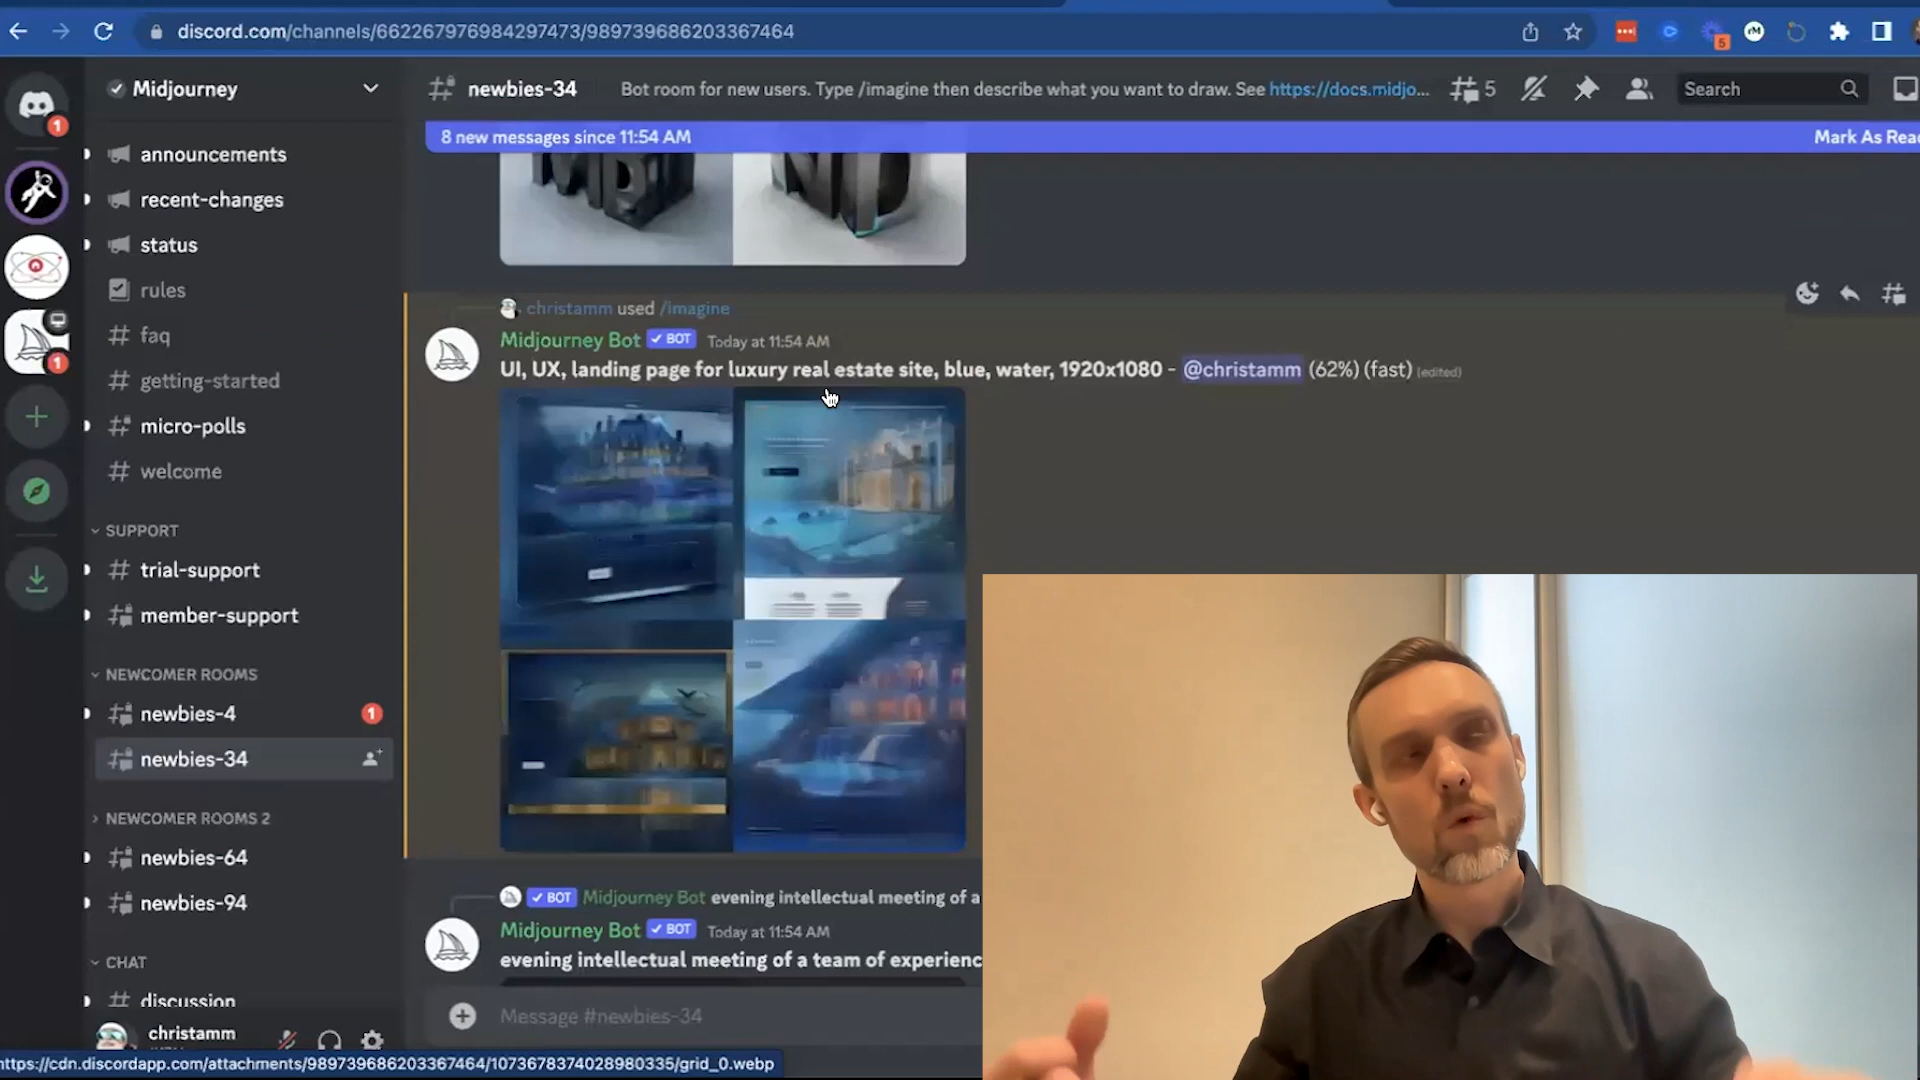 discord.com/channels/662267976984297473/989739686203367464
5
Midjourney
newbies-34
Bot room for new users. Type /imagine then describe what you want to draw. See https://docs.midjo...
5
Search
1
8 new messages since 11:54 AM
Mark As Read
announcements
recent-changes
status
rules
faq
getting-started
micro-polls
welcome
1
SUPPORT
trial-support
member-support
NEWCOMER ROOMS
newbies-4
1
newbies-34
NEWCOMER ROOMS 2
newbies-64
newbies-94
CHAT
discussion
christamm
christamm used /imagine
Midjourney Bot BOT Today at 11:54 AM
UI, UX, landing page for luxury real estate site, blue, water, 1920x1080 - @christamm (62%) (fast) (edited)
BOT Midjourney Bot evening intellectual meeting of a
Midjourney Bot BOT Today at 11:54 AM
evening intellectual meeting of a team of experienc
Message #newbies-34
https://cdn.discordapp.com/attachments/989739686203367464/1073678374028980335/grid_0.webp